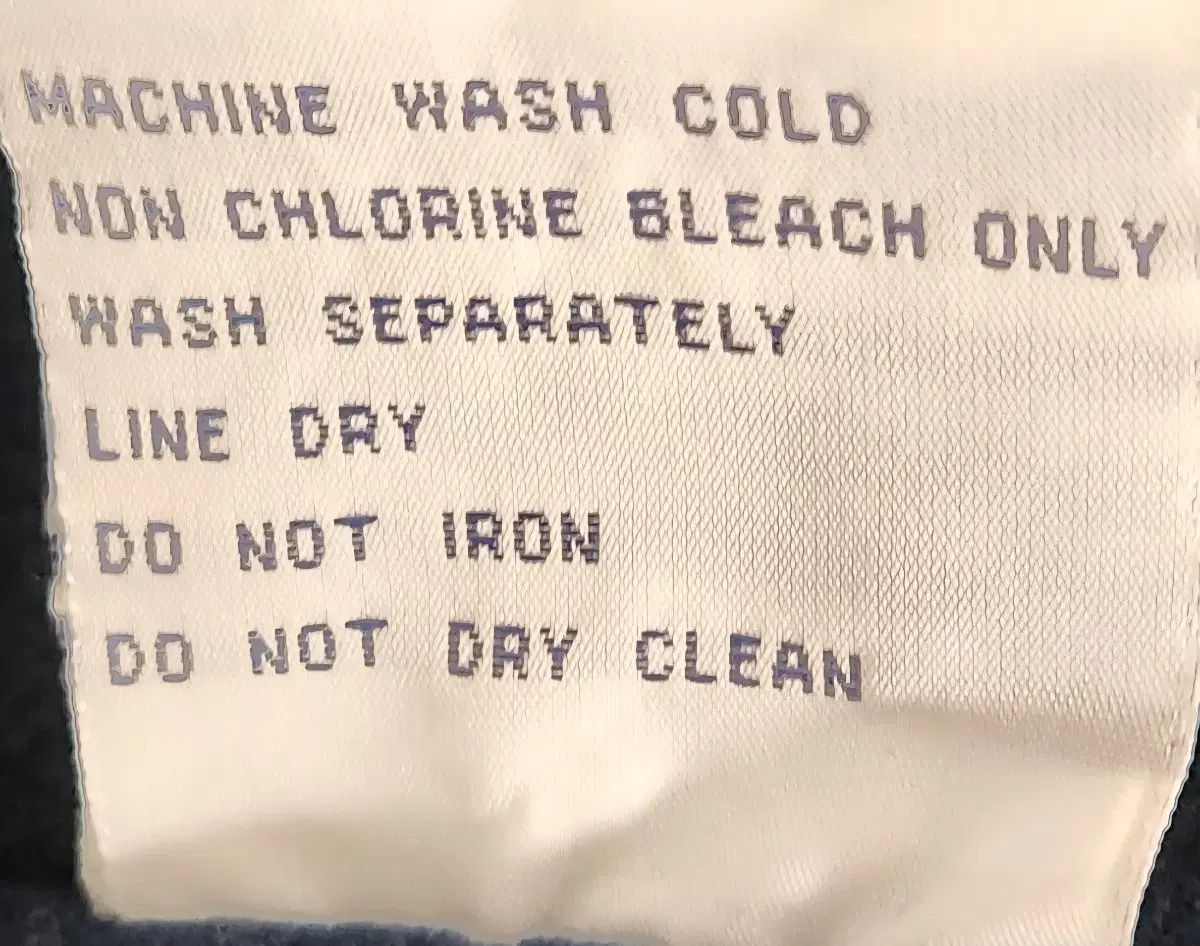 MACHINE WASH COLD
NON CHLORINE BLEACH ONLY
WASH SEPARATELY
LINE DRY
DO NOT IRON
DO NOT DRY CLEAN